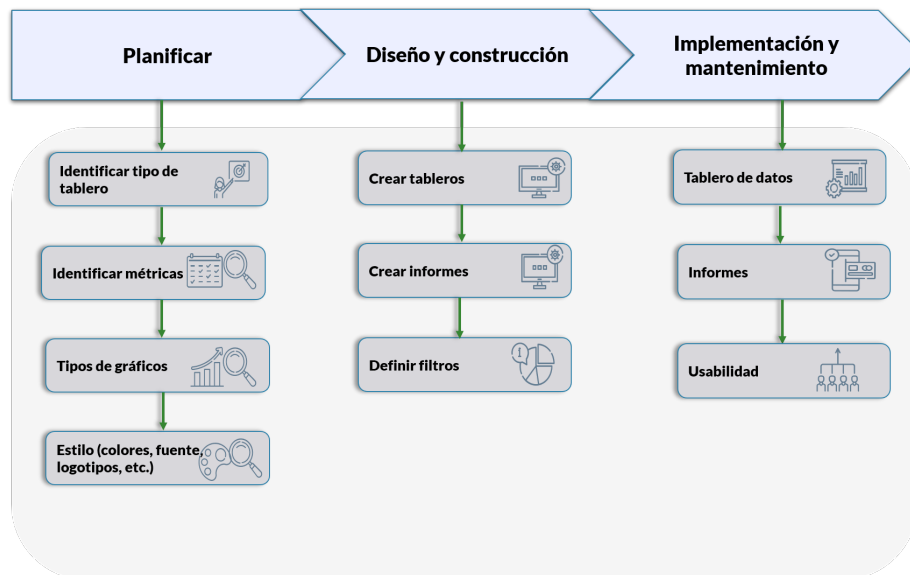 Planificar
Diseño y construcción
Implementación y
mantenimiento
Identificar tipo de
tablero
Identificar métricas
Tipos de gráficos
Estilo (colores, fuente,
logotipos, etc.)
Crear tableros
Crear informes
Definir filtros
Tablero de datos
Informes
Usabilidad